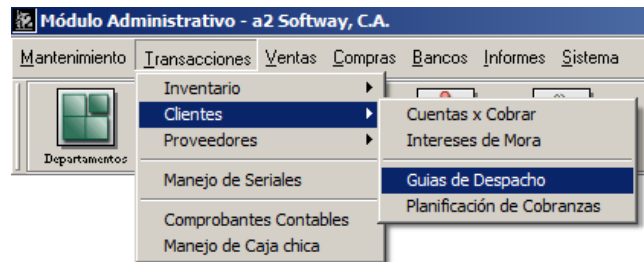 Módulo Administrativo - a2 Softway, C.A.
Mantenimiento Transacciones Ventas Compras Bancos Informes Sistema
Departamentos
Inventario
Clientes
Proveedores
Manejo de Seriales
Comprobantes Contables
Manejo de Caja chica
Cuentas x Cobrar
Intereses de Mora
Guias de Despacho
Planificación de Cobranzas